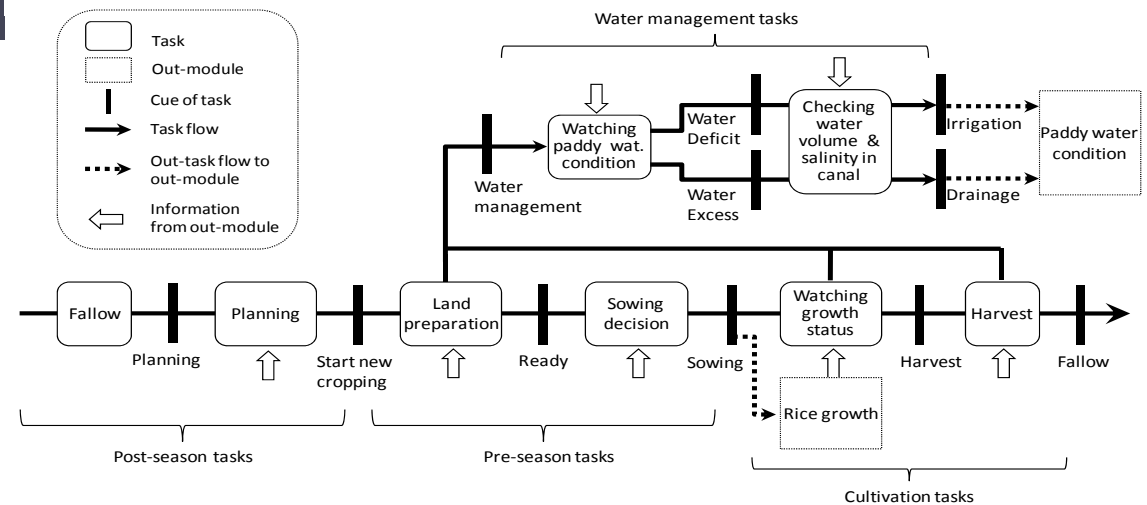 Water management tasks
Task
Out-module
Cue of task
Task flow
Out-task flow to
out-module
Information
from out-module
Watching
paddy wat.
condition
Water
management
Water
Deficit
Water
Excess
Checking
water
volume &
salinity in
canal
Irrigation
Drainage
Paddy water
condition
Fallow
Planning
Planning
Start new
cropping
Land
preparation
Ready
Sowing
decision
Sowing
Watching
growth
status
Harvest
Harvest
Fallow
Rice growth
Post-season tasks
Pre-season tasks
Cultivation tasks